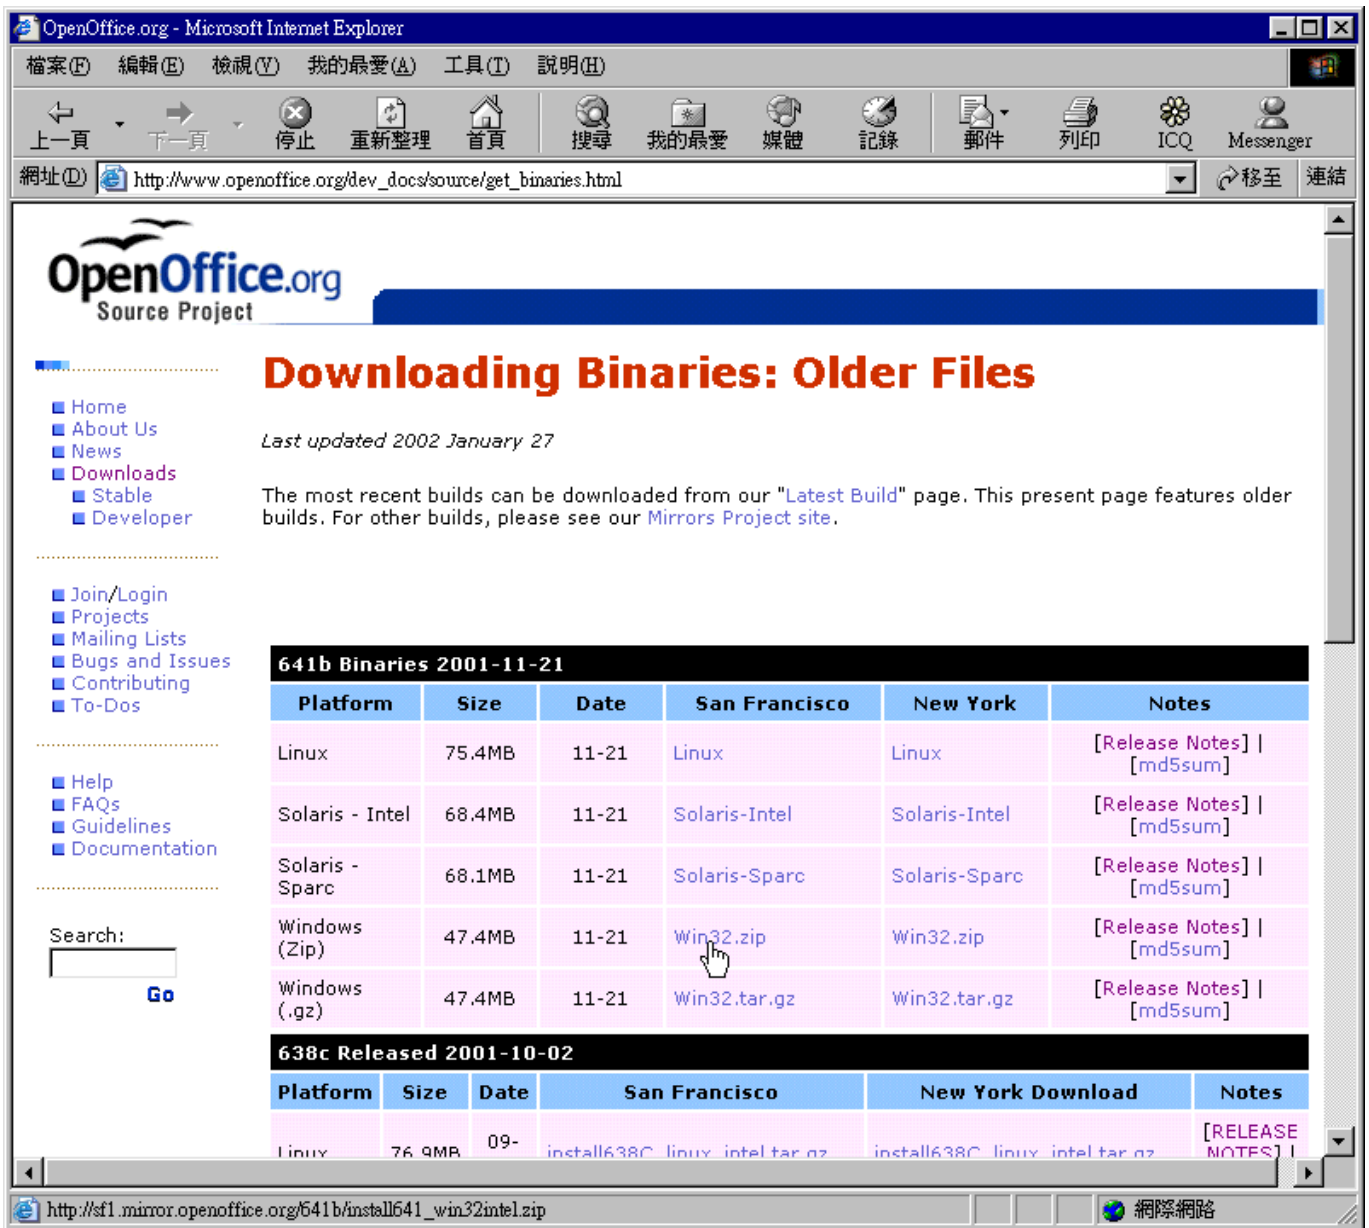 OpenOffice.org - Microsoft Internet Explorer
檔案(F) 編輯(E) 檢視(V) 我的最愛(A) 工具(T) 說明(H)
上一頁 下一頁 停止 重新整理 首頁 搜尋 我的最愛 媒體 記錄 郵件 列印 ICQ Messenger
網址(D) http://www.openoffice.org/dev_docs/source/get_binaries.html 移至 連結
OpenOffice.org
Source Project
Downloading Binaries: Older Files
Last updated 2002 January 27
The most recent builds can be downloaded from our "Latest Build" page. This present page features older
builds. For other builds, please see our Mirrors Project site.
Home
About Us
News
Downloads
Stable
Developer
Join/Login
Projects
Mailing Lists
Bugs and Issues
Contributing
To-Dos
Help
FAQs
Guidelines
Documentation
Search:
Go
641b Binaries 2001-11-21
Platform Size Date San Francisco New York Notes
Linux 75.4MB 11-21 Linux Linux [Release Notes] |
[md5sum]
Solaris - Intel 68.4MB 11-21 Solaris-Intel Solaris-Intel [Release Notes] |
[md5sum]
Solaris -
Sparc 68.1MB 11-21 Solaris-Sparc Solaris-Sparc [Release Notes] |
[md5sum]
Windows
(Zip) 47.4MB 11-21 Win32.zip Win32.zip [Release Notes] |
[md5sum]
Windows
(.gz) 47.4MB 11-21 Win32.tar.gz Win32.tar.gz [Release Notes] |
[md5sum]
638c Released 2001-10-02
Platform Size Date San Francisco New York Download Notes
Linux 76.9MB 09- install638C_linux_intel.tar.gz install638C_linux_intel.tar.gz [RELEASE
NOTES] |
http://sf1.mirror.openoffice.org/641b/install641_win32intel.zip 網際網路